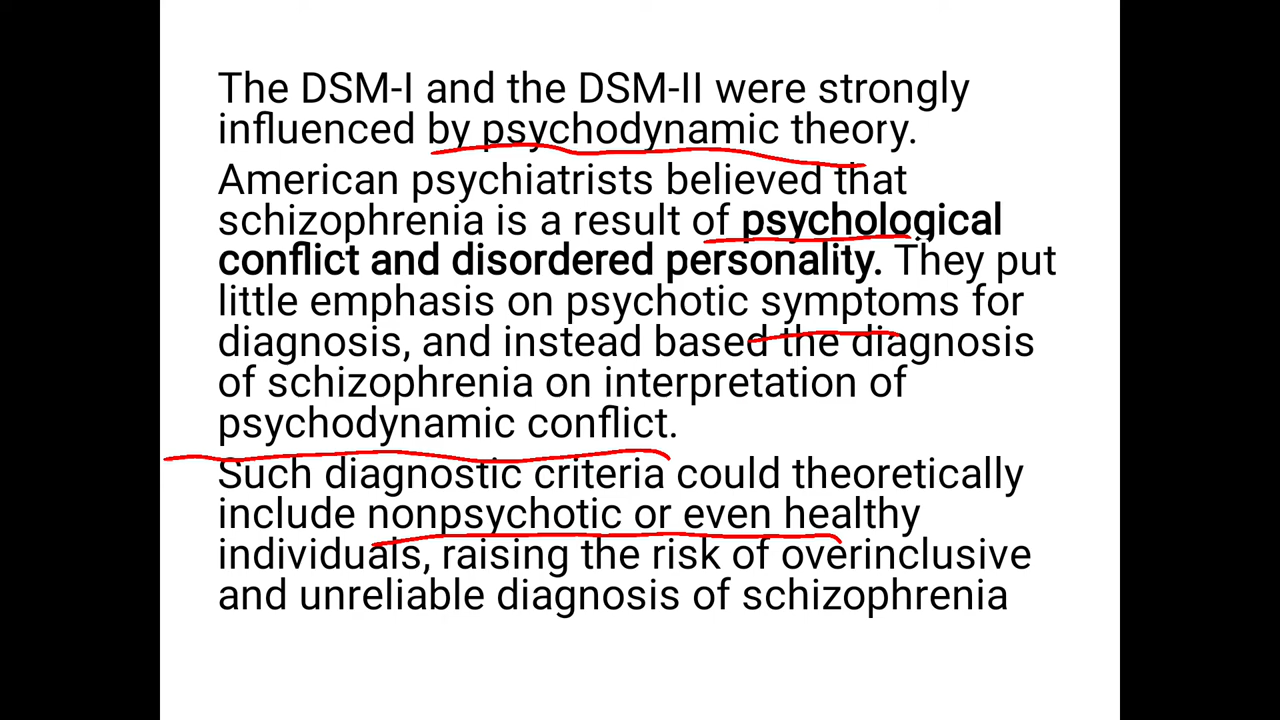 The DSM-I and the DSM-II were strongly
influenced by psychodynamic theory.
American psychiatrists believed that
schizophrenia is a result of psychological
conflict and disordered personality. They put
little emphasis on psychotic symptoms for
diagnosis, and instead based the diagnosis
of schizophrenia on interpretation of
psychodynamic conflict.
Such diagnostic criteria could theoretically
include nonpsychotic or even healthy
individuals, raising the risk of overinclusive
and unreliable diagnosis of schizophrenia